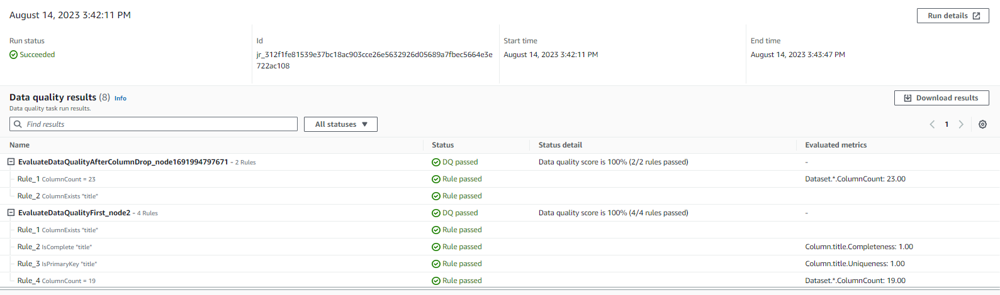 August 14, 2023 3:42:11 PM
Run details
Run status
Id
Start time
End time
Succeeded
jr_312f1fe81539e37bc18ac903cce26e5632926d05689a7fbec5664e3e
722ac108
August 14, 2023 3:42:11 PM
August 14, 2023 3:43:47 PM
Data quality results (8) Info
Data quality task run results.
Download results
Find results
All statuses
1
Name Status Status detail Evaluated metrics
EvaluateDataQualityAfterColumnDrop_node1691994797671 - 2 Rules DQ passed Data quality score is 100% (2/2 rules passed) -
Rule_1 ColumnCount = 23 Rule passed Dataset.*.ColumnCount: 23.00
Rule_2 ColumnExists "title" Rule passed
EvaluateDataQualityFirst_node2 - 4 Rules DQ passed Data quality score is 100% (4/4 rules passed) -
Rule_1 ColumnExists "title" Rule passed
Rule_2 IsComplete "title" Rule passed Column.title.Completeness: 1.00
Rule_3 IsPrimaryKey "title" Rule passed Column.title.Uniqueness: 1.00
Rule_4 ColumnCount = 19 Rule passed Dataset.*.ColumnCount: 19.00